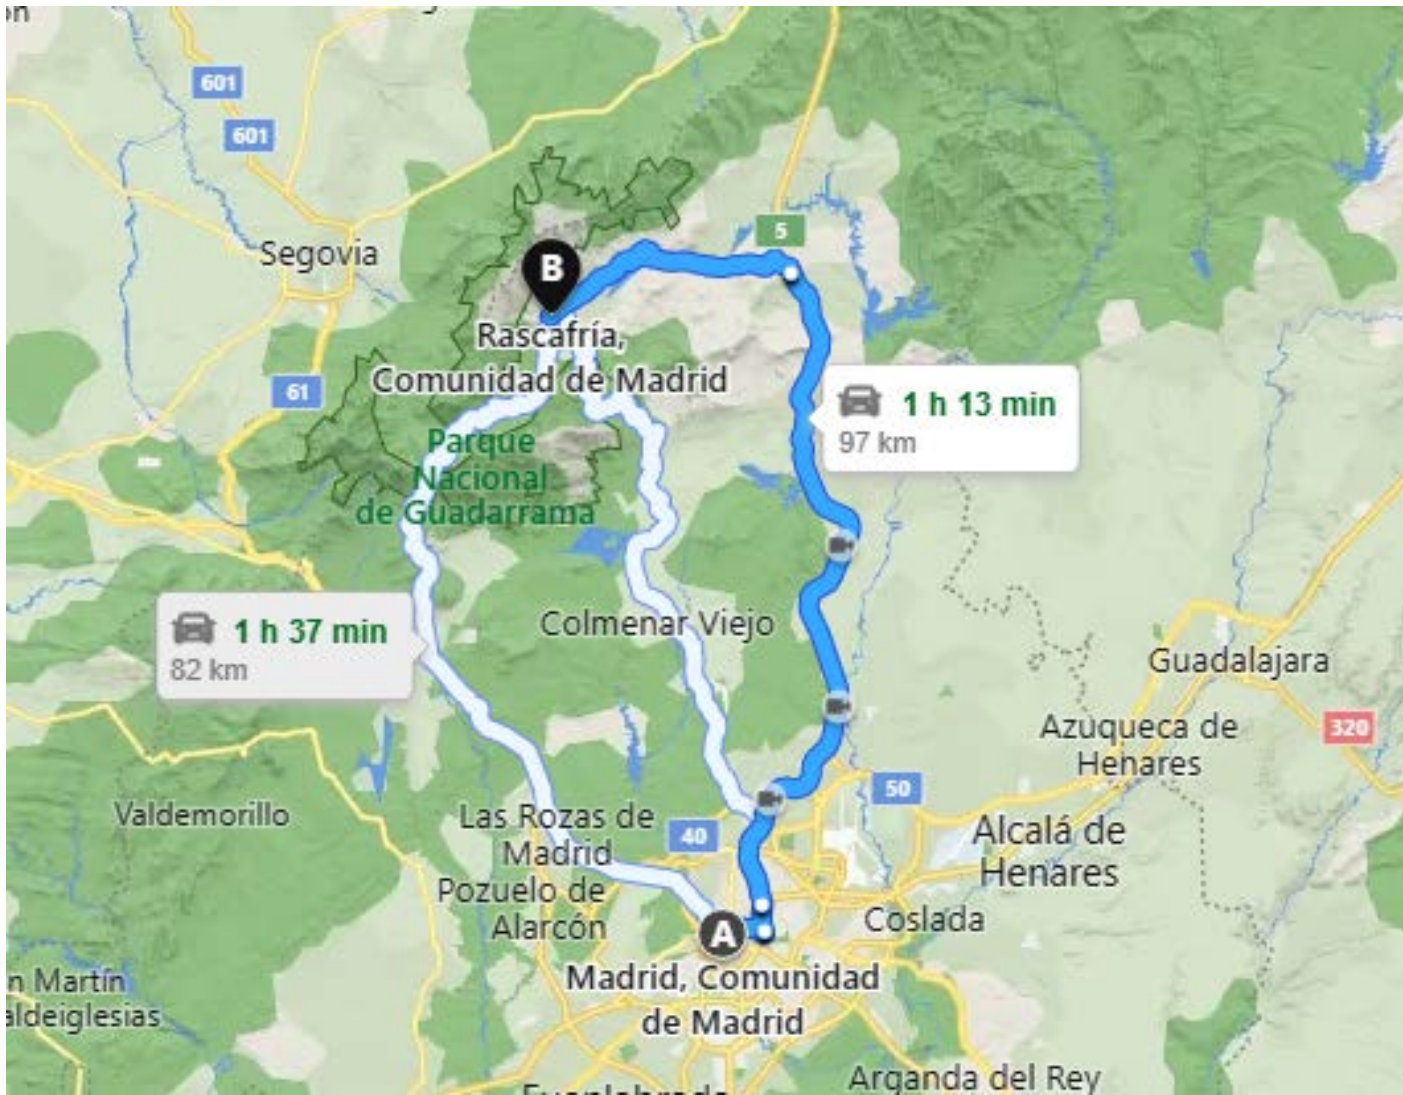 601
601
Segovia
5
B
Rascafría,
Comunidad de Madrid
61
1 h 13 min
97 km
Parque
Nacional
de Guadarrama
1 h 37 min
82 km
Colmenar Viejo
Guadalajara
Azuqueca de
Henares
320
50
Valdemorillo
Las Rozas de
Madrid
40
Alcalá de
Henares
Pozuelo de
Alarcón
Coslada
A
Madrid, Comunidad
de Madrid
n Martín
aldeiglesias
Arganda del Rey